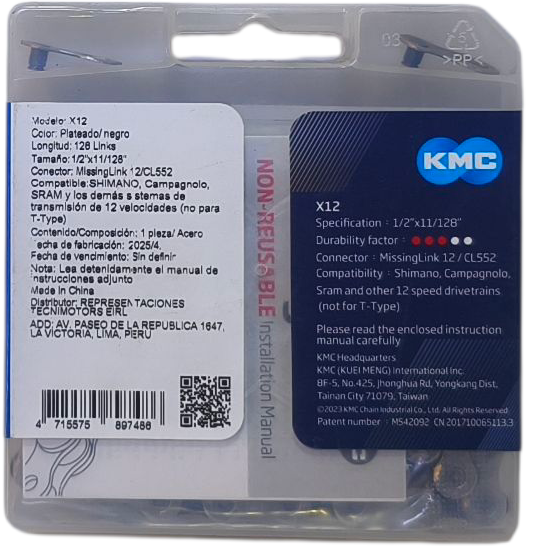 03
5
>PP<
Modelo: X12
Color: Plateado/ negro
Longitud: 126 Links
Tamaño: 1/2"x11/128"
Conector: MissingLink 12/CL552
Compatible:SHIMANO, Campagnolo,
SRAM y los demás sistemas de
transmisión de 12 velocidades (no para
T-Type)
Contenido/Composición: 1 pieza/ Acero
Fecha de fabricación: 2025/4.
Fecha de vencimiento: Sin definir
Nota: Lea detenidamente el manual de
instrucciones adjunto
Made in China
Distributor: REPRESENTACIONES
TECNIMOTORS EIRL
ADD: AV. PASEO DE LA REPUBLICA 1647,
LA VICTORIA, LIMA, PERU
4 715575 897486
NON-REUSABLE
Installation Manual
KMC
X12
Specification : 1/2"x11/128"
Durability factor :
Connector : MissingLink 12 / CL552
Compatibility : Shimano, Campagnolo,
Sram and other 12 speed drivetrains
(not for T-Type)
Please read the enclosed instruction
manual carefully
KMC Headquarters
KMC (KUEI MENG) International Inc.
8F-5, No.425, Jhonghua Rd, Yongkang Dist,
Tainan City 71079, Taiwan
©2023 KMC Chain Industrial Co., Ltd. All Rights Reserved.
Patent number : M542092 CN 201710065113.3